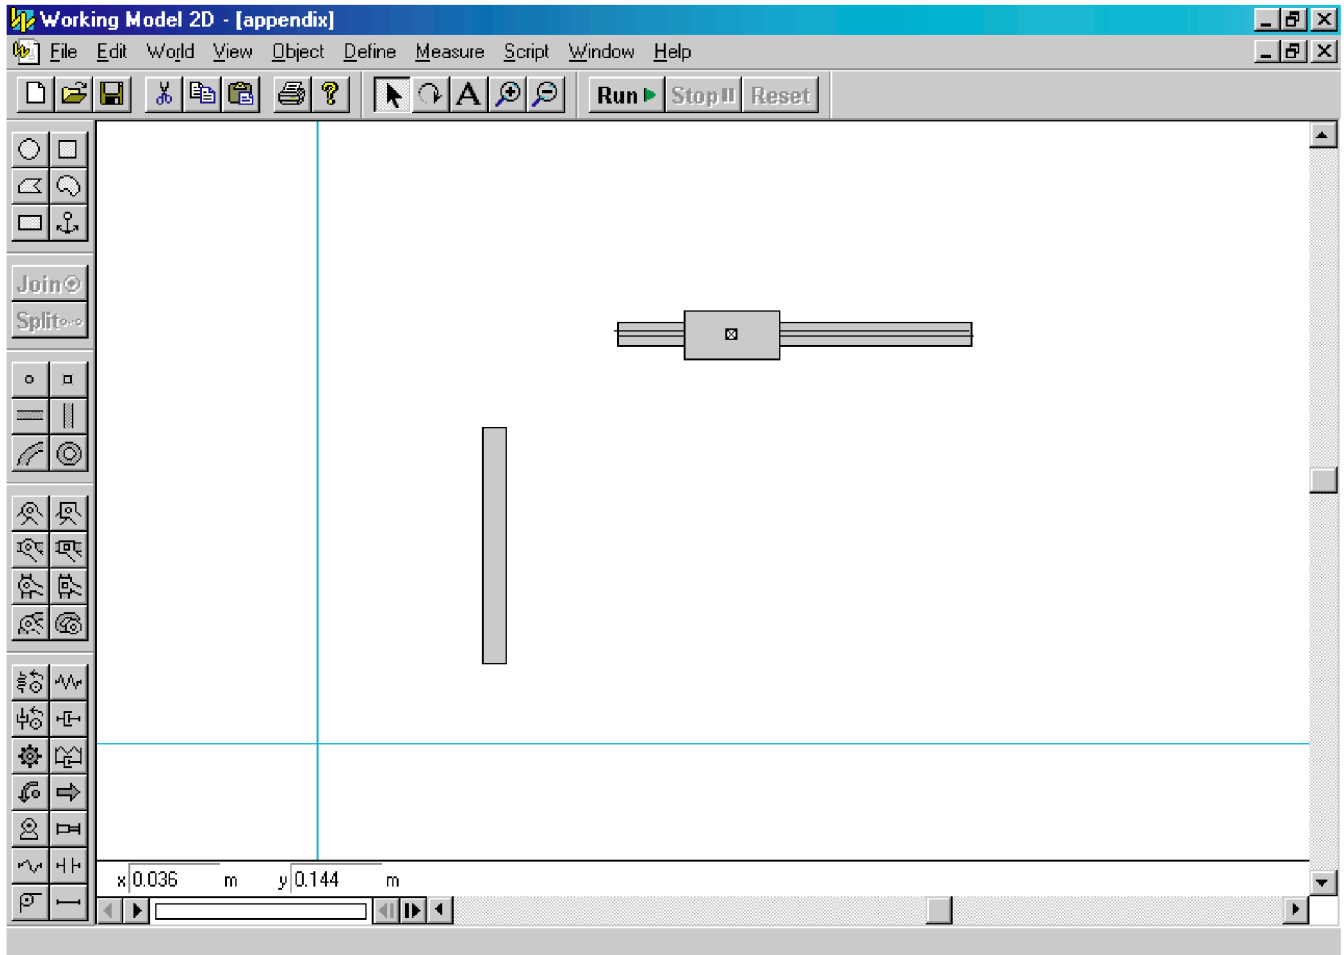 Working Model 2D - [appendix]
File Edit World View Object Define Measure Script Window Help
A Run Stop Reset
Join
Split
x 0.036 m y 0.144 m